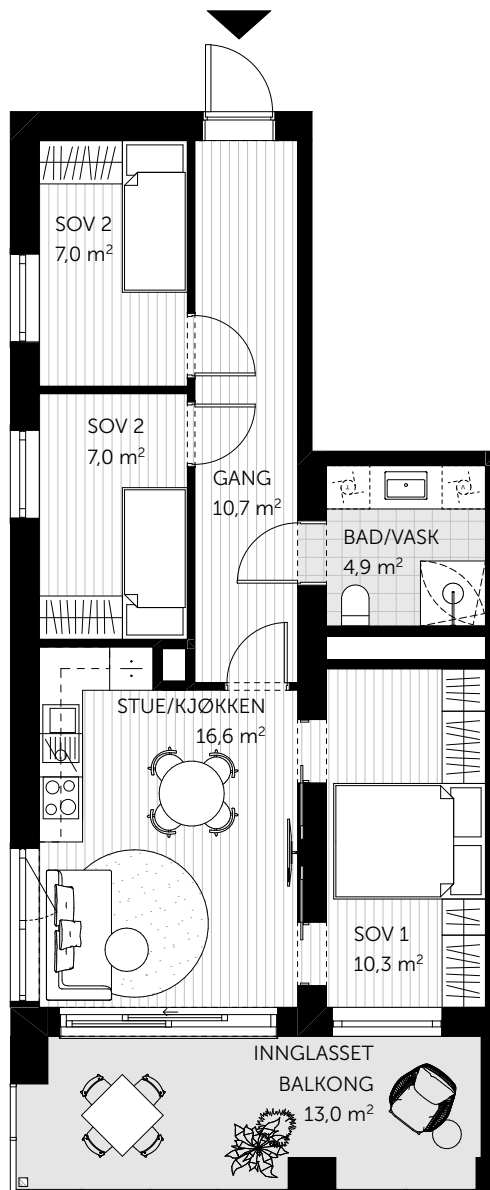 SOV 2
7,0 m²
SOV 2
7,0 m²
GANG
10,7 m²
BAD/VASK
4,9 m²
STUE/KJØKKEN
16,6 m²
SOV 1
10,3 m²
INNGLASSET
BALKONG
13,0 m²